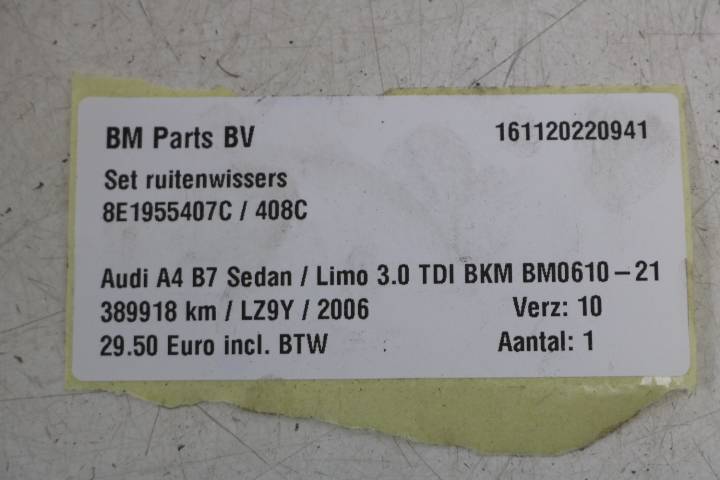 BM Parts BV 161120220941
Set ruitenwissers
8E1955407C / 408C
Audi A4 B7 Sedan / Limo 3.0 TDI BKM BM0610-21
389918 km / LZ9Y / 2006 Verz: 10
29.50 Euro incl. BTW Aantal: 1